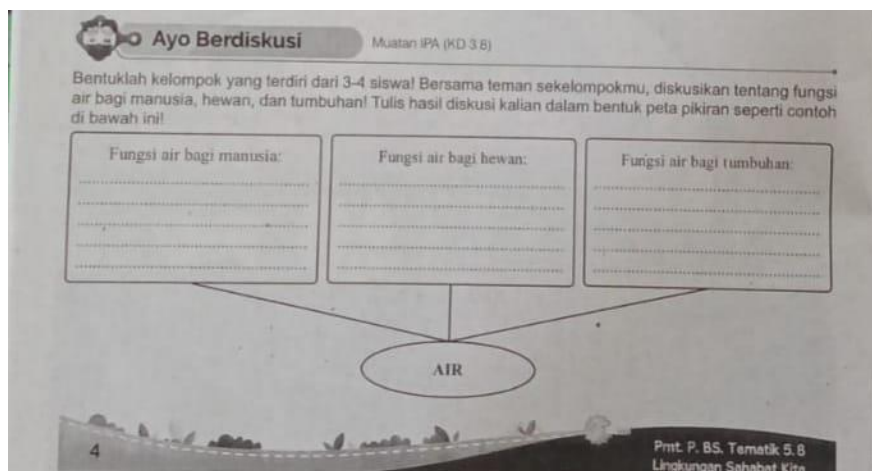 Ayo Berdiskusi
Muatan IPA (KD 3.8)
Bentuklah kelompok yang terdiri dari 3-4 siswa! Bersama teman sekelompokmu, diskusikan tentang fungsi
air bagi manusia, hewan, dan tumbuhan! Tulis hasil diskusi kalian dalam bentuk peta pikiran seperti contoh
di bawah ini!
Fungsi air bagi manusia:
Fungsi air bagi hewan:
Fungsi air bagi tumbuhan:
AIR
4
Pmt. P. BS. Tematik 5.8
Lingkungan Sahabat Kita